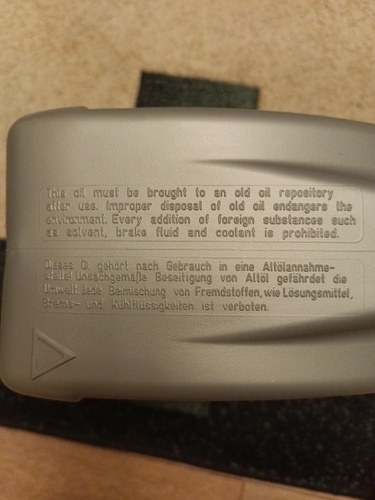 This oil must be brought to an old oil repository
after use. Improper disposal of old oil endangers the
environment. Every addition of foreign substances such
as solvent, brake fluid and coolant is prohibited.
Dieses Öl gehört nach Gebrauch in eine Altölannahme-
stelle! Unsachgemäße Beseitigung von Altöl gefährdet die
Umwelt. Jede Beimischung von Fremdstoffen, wie Lösungsmittel,
Brems- und Kühlflüssigkeiten ist verboten.